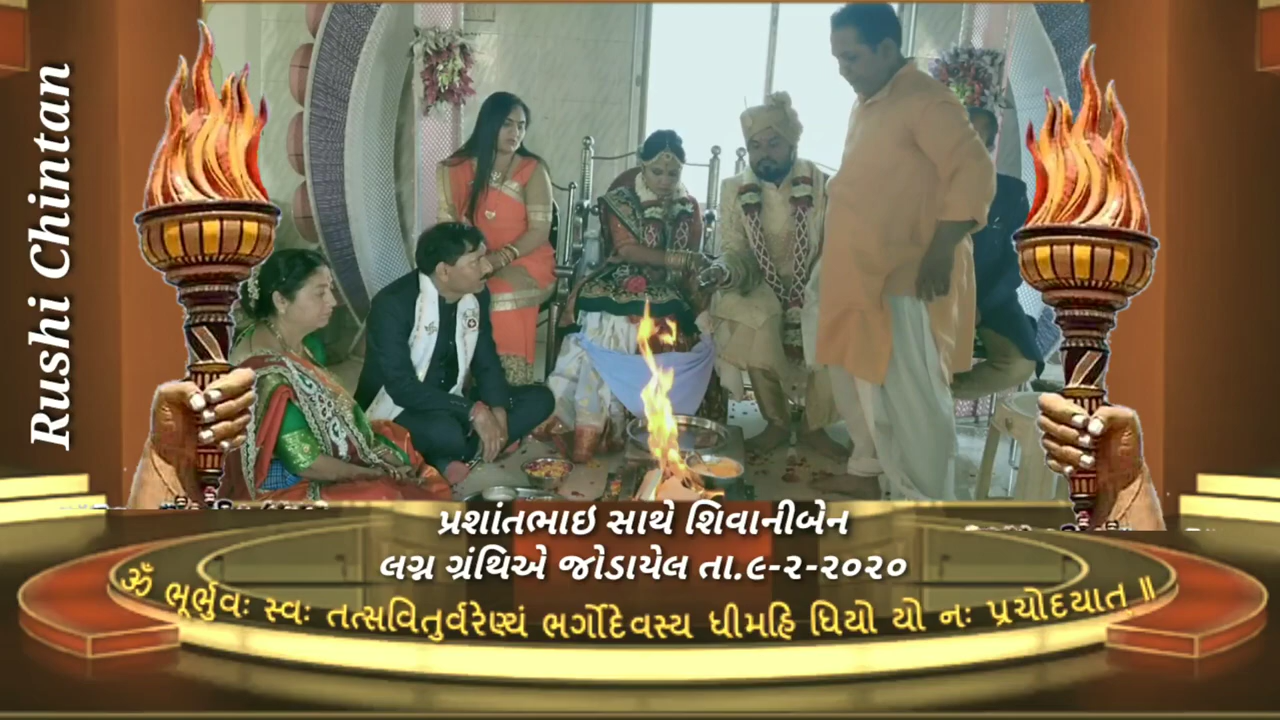 Rushi Chintan
પ્રશાંતભાઇ સાથે શિવાનીબેન
લગ્ન ગ્રંથિએ જોડાયેલ તા.૯-૨-૨૦૨૦
ૐ ભૂર્ભુવઃ સ્વઃ તત્સવિતુર્વરેણ્યં ભર્ગોદેવસ્ય ધીમહિ ધિયો યો નઃ પ્રચોદયાત ॥